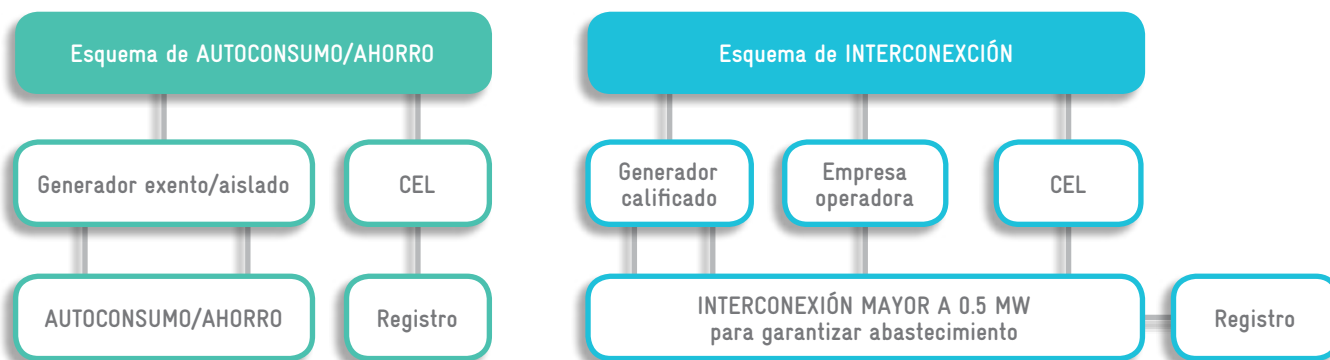 Esquema de AUTOCONSUMO/AHORRO
Generador exento/aislado
CEL
AUTOCONSUMO/AHORRO
Registro
Esquema de INTERCONEXCIÓN
Generador
calificado
Empresa
operadora
CEL
INTERCONEXIÓN MAYOR A 0.5 MW
para garantizar abastecimiento
Registro